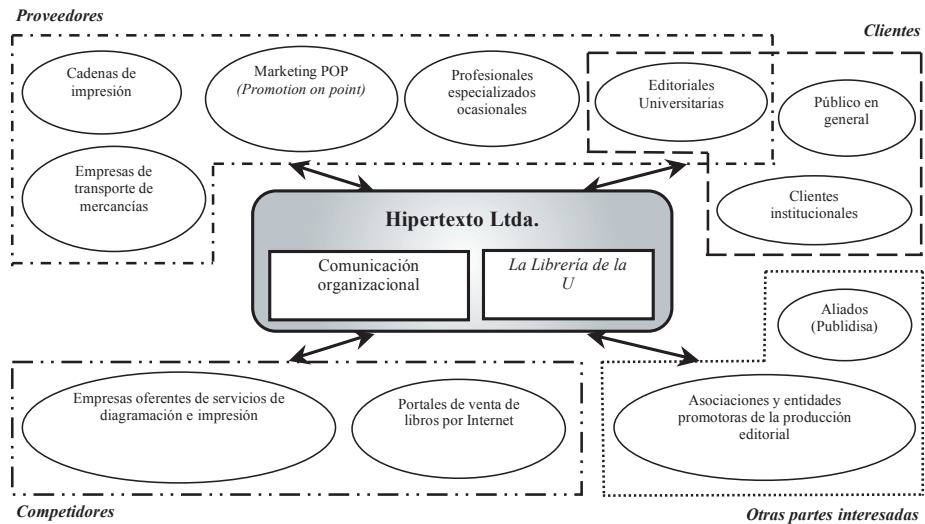 Proveedores
Clientes
Cadenas de
impresión
Marketing POP
(Promotion on point)
Profesionales
especializados
ocasionales
Editoriales
Universitarias
Público en
general
Empresas de
transporte de
mercancías
Clientes
institucionales
Hipertexto Ltda.
Comunicación
organizacional
La Librería de la
U
Aliados
(Publidisa)
Empresas oferentes de servicios de
diagramación e impresión
Portales de venta de
libros por Internet
Asociaciones y entidades
promotoras de la producción
editorial
Competidores
Otras partes interesadas